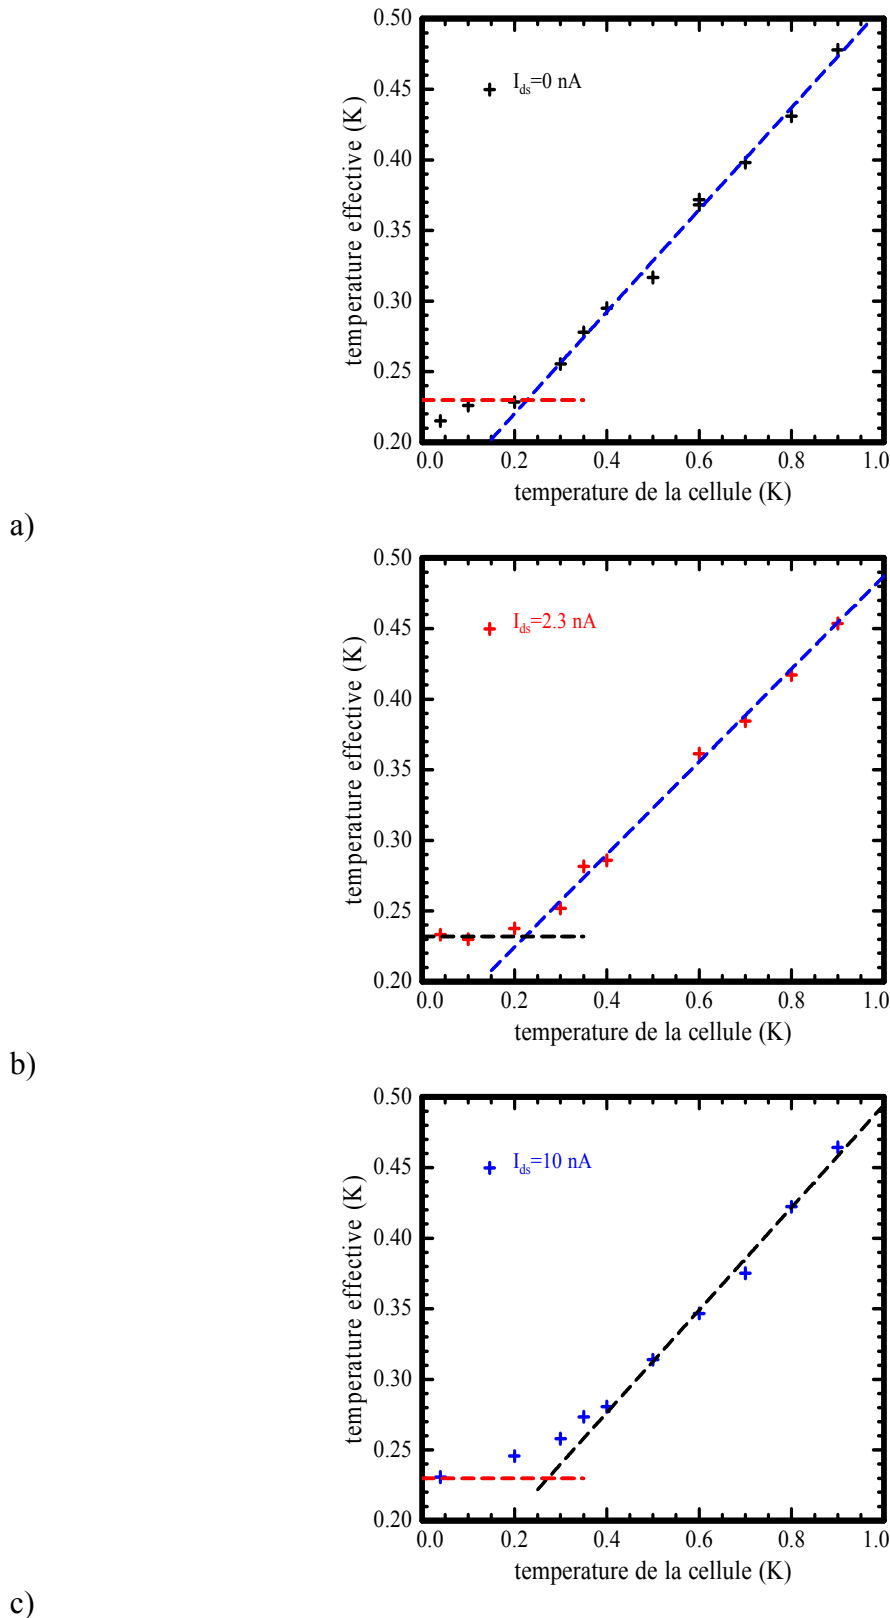 0.50
0.45
0.40
0.35
0.30
0.25
0.20
temperature effective (K)
I_ds=0 nA
0.0 0.2 0.4 0.6 0.8 1.0
temperature de la cellule (K)
a)
0.50
0.45
0.40
0.35
0.30
0.25
0.20
temperature effective (K)
I_ds=2.3 nA
0.0 0.2 0.4 0.6 0.8 1.0
temperature de la cellule (K)
b)
0.50
0.45
0.40
0.35
0.30
0.25
0.20
temperature effective (K)
I_ds=10 nA
0.0 0.2 0.4 0.6 0.8 1.0
temperature de la cellule (K)
c)